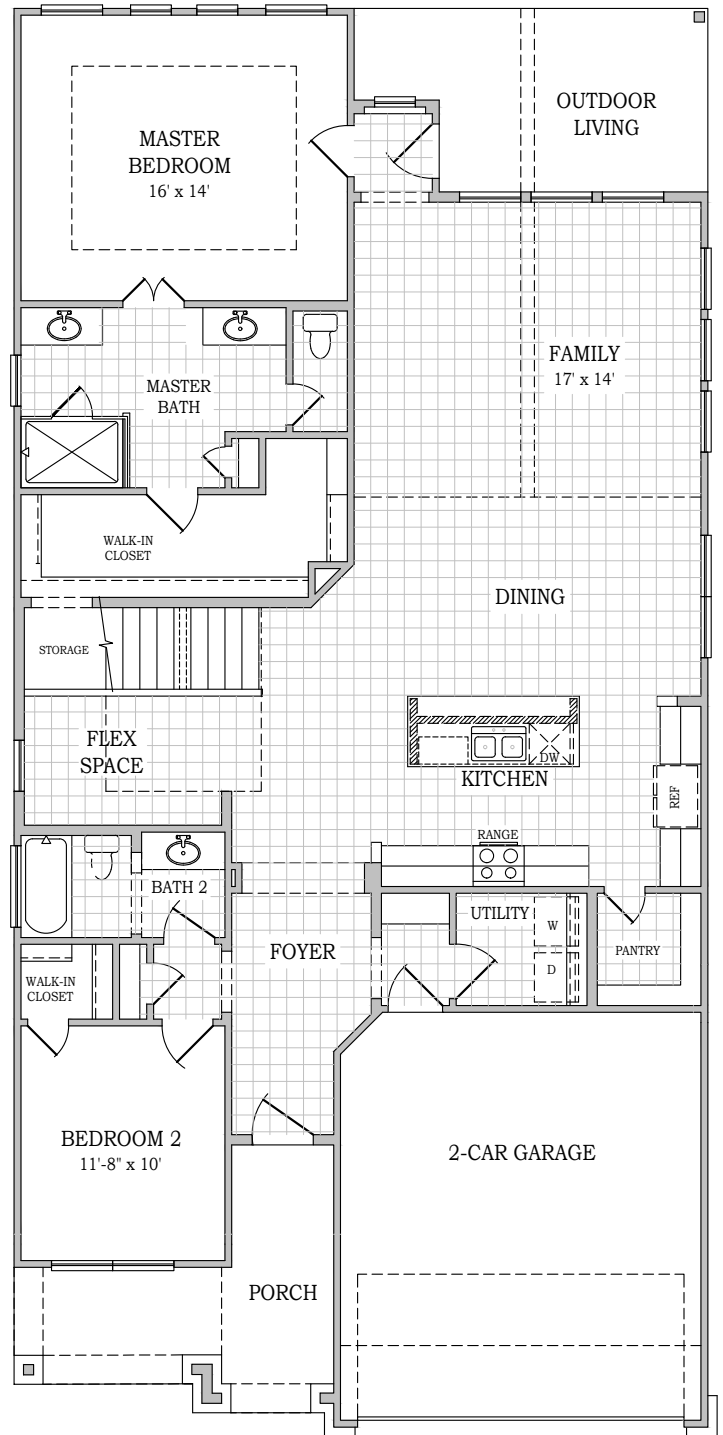 OUTDOOR
LIVING
MASTER
BEDROOM
16' x 14'
FAMILY
17' x 14'
MASTER
BATH
WALK-IN
CLOSET
DINING
STORAGE
FLEX
SPACE
DW
KITCHEN
REF
RANGE
BATH 2
UTILITY
W
D
PANTRY
FOYER
WALK-IN
CLOSET
BEDROOM 2
11'-8" x 10'
2-CAR GARAGE
PORCH